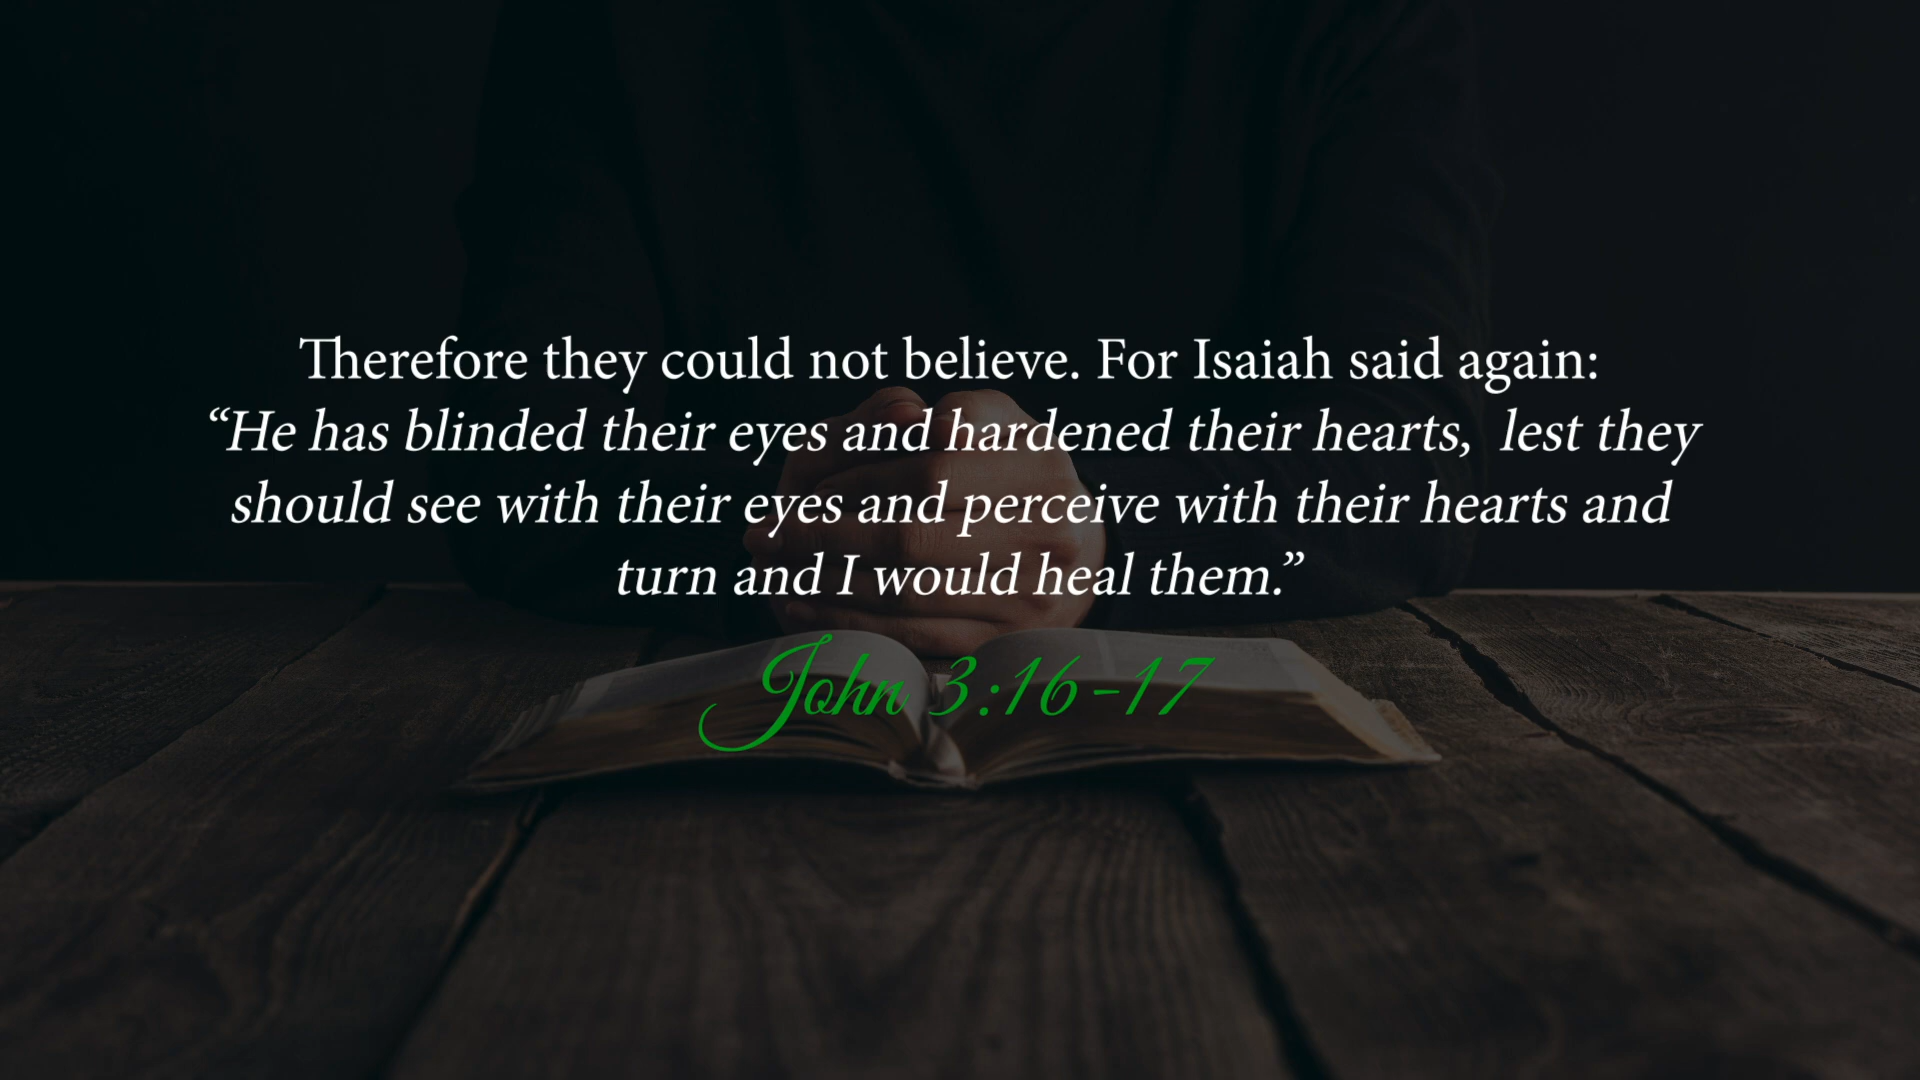 Therefore they could not believe. For Isaiah said again:
“He has blinded their eyes and hardened their hearts,  lest they
should see with their eyes and perceive with their hearts and
turn and I would heal them.”
John 3:16-17